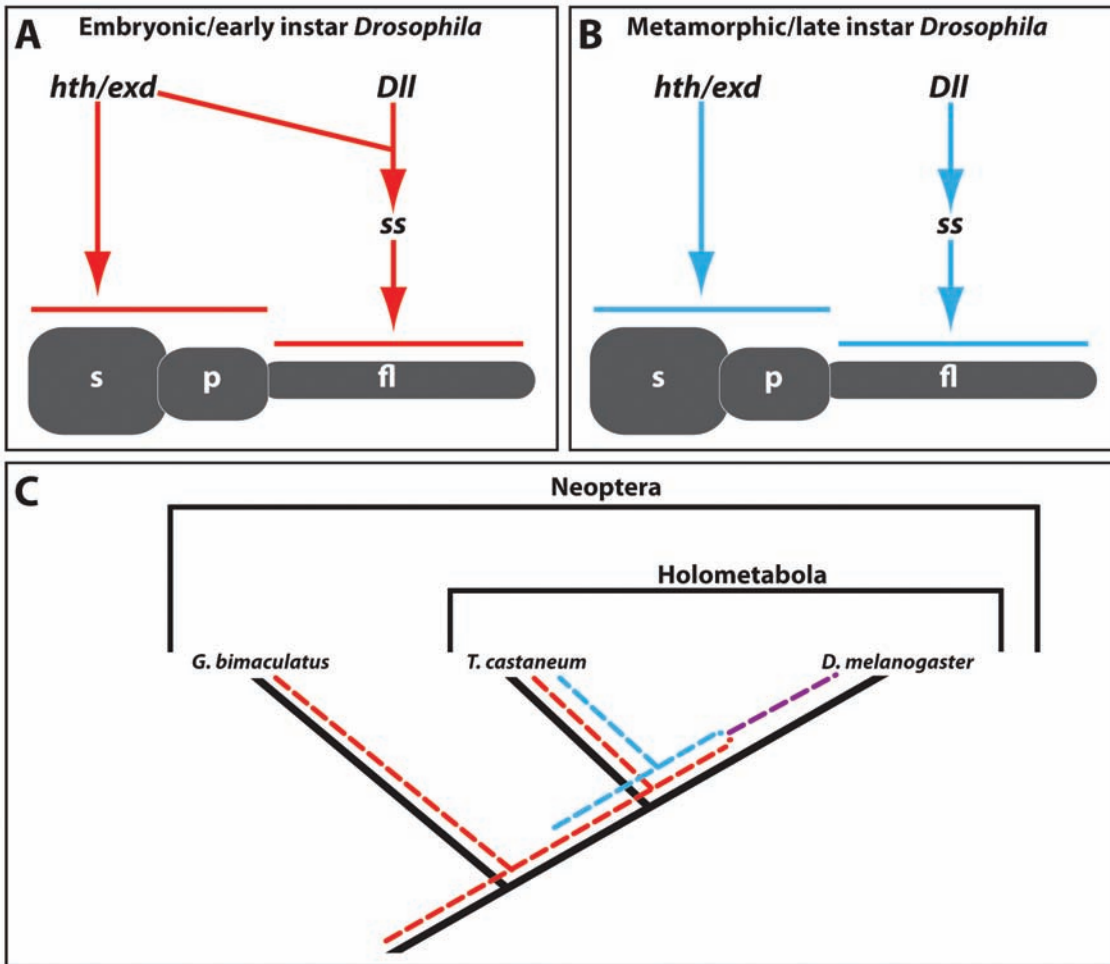 A Embryonic/early instar Drosophila
hth/exd Dll
ss
s p fl
B Metamorphic/late instar Drosophila
hth/exd Dll
ss
s p fl
C
Neoptera
Holometabola
G. bimaculatus T. castaneum D. melanogaster